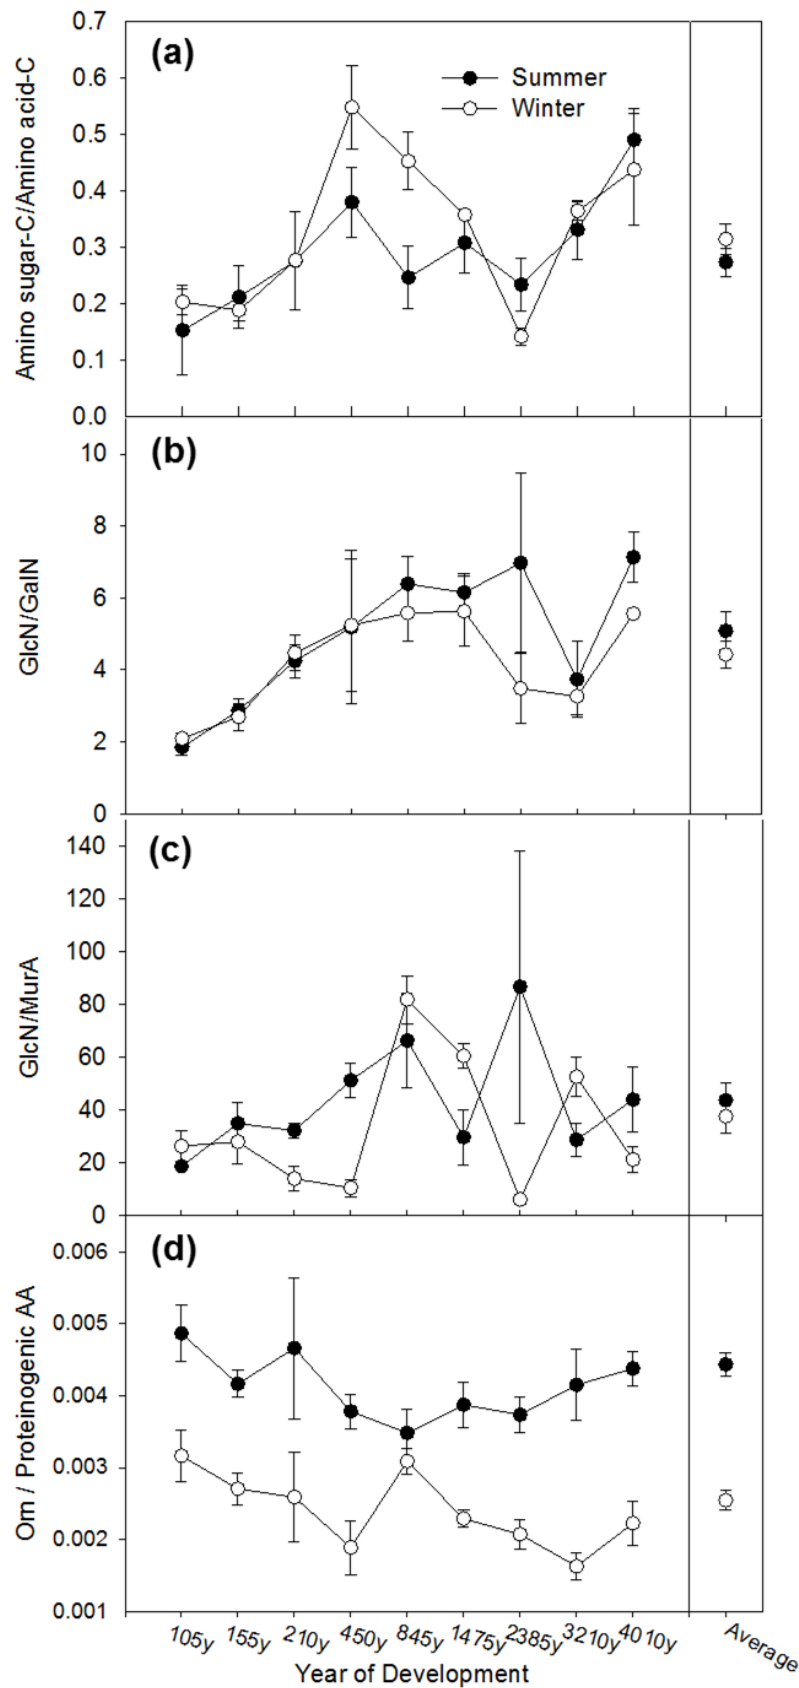 (a)
Summer
Winter
Amino sugar-C/Amino acid-C
0.7
0.6
0.5
0.4
0.3
0.2
0.1
0.0
(b)
GlcN/GalN
10
8
6
4
2
0
(c)
GlcN/MurA
140
120
100
80
60
40
20
0
(d)
Om / Proteinogenic AA
0.006
0.005
0.004
0.003
0.002
0.001
105y 155y 210y 450y 845y 1475y 2385y 3210y 4010y Average
Year of Development